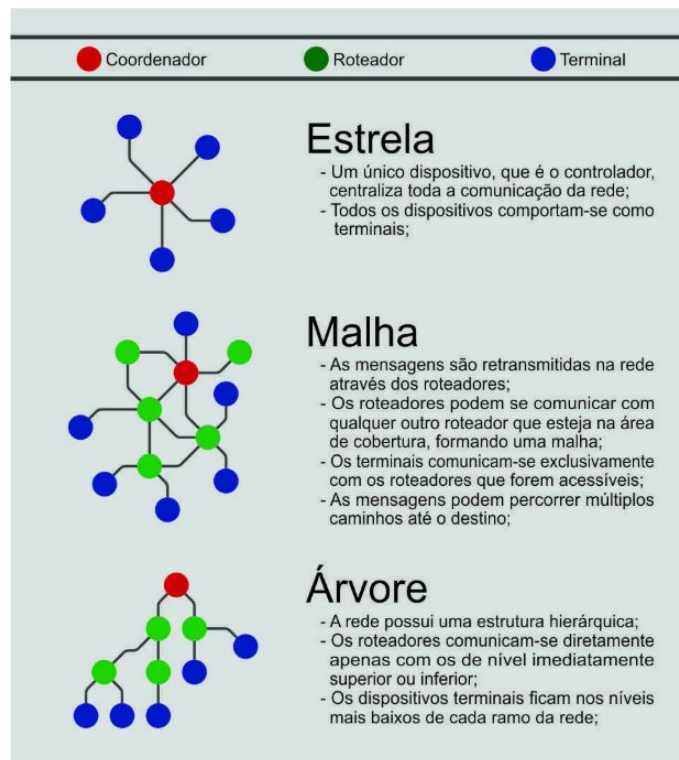 Coordenador Roteador Terminal
Estrela
- Um único dispositivo, que é o controlador,
centraliza toda a comunicação da rede;
- Todos os dispositivos comportam-se como
terminais;
Malha
- As mensagens são retransmitidas na rede
através dos roteadores;
- Os roteadores podem se comunicar com
qualquer outro roteador que esteja na área
de cobertura, formando uma malha;
- Os terminais comunicam-se exclusivamente
com os roteadores que forem acessíveis;
- As mensagens podem percorrer múltiplos
caminhos até o destino;
Árvore
- A rede possui uma estrutura hierárquica;
- Os roteadores comunicam-se diretamente
apenas com os de nível imediatamente
superior ou inferior;
- Os dispositivos terminais ficam nos níveis
mais baixos de cada ramo da rede;